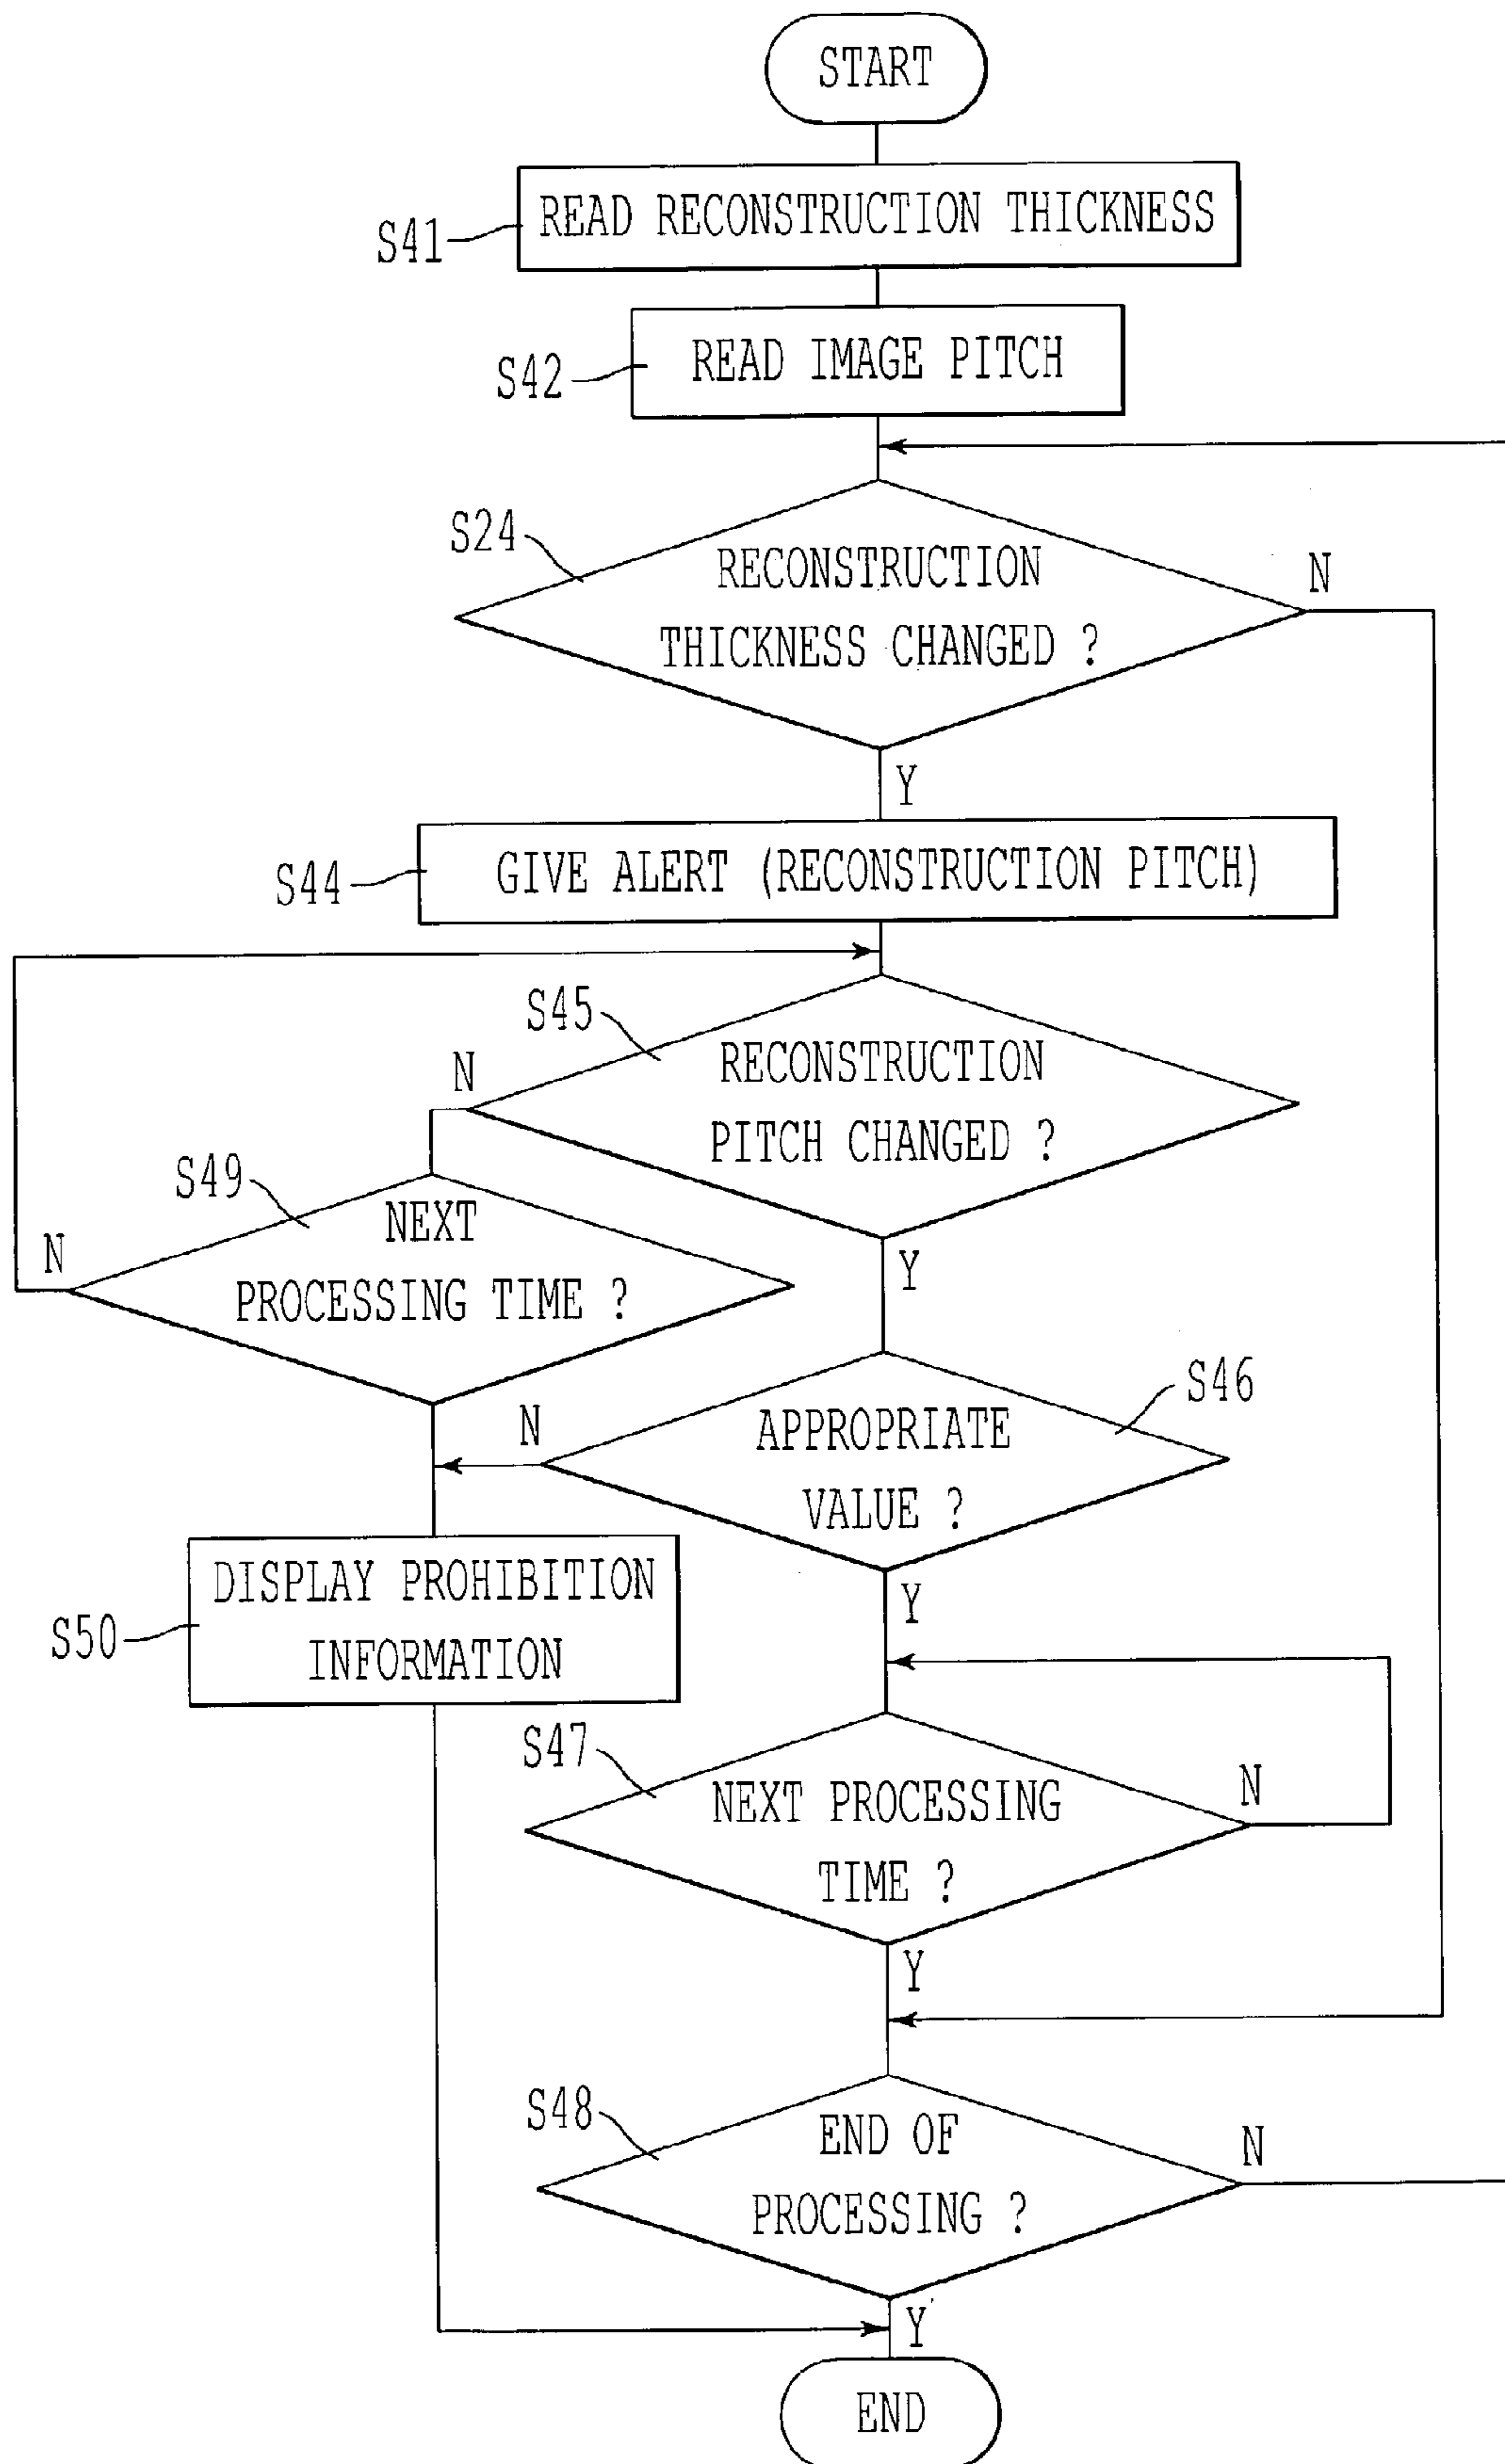 START
S41
READ RECONSTRUCTION THICKNESS
S42
READ IMAGE PITCH
S24
RECONSTRUCTION
THICKNESS CHANGED ?
N
Y
S44
GIVE ALERT (RECONSTRUCTION PITCH)
S45
RECONSTRUCTION
PITCH CHANGED ?
N
Y
S49
NEXT
PROCESSING TIME ?
N
S46
APPROPRIATE
VALUE ?
N
Y
S50
DISPLAY PROHIBITION
INFORMATION
S47
NEXT PROCESSING
TIME ?
N
Y
S48
END OF
PROCESSING ?
N
Y
END